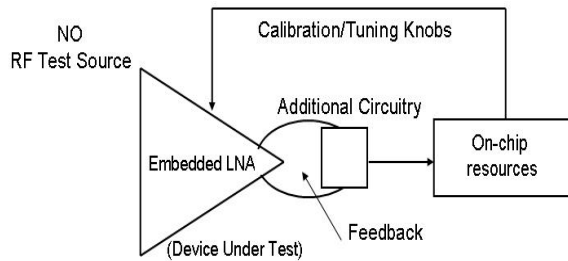 NO
RF Test Source
Calibration/Tuning Knobs
Additional Circuitry
Embedded LNA
On-chip
resources
Feedback
(Device Under Test)